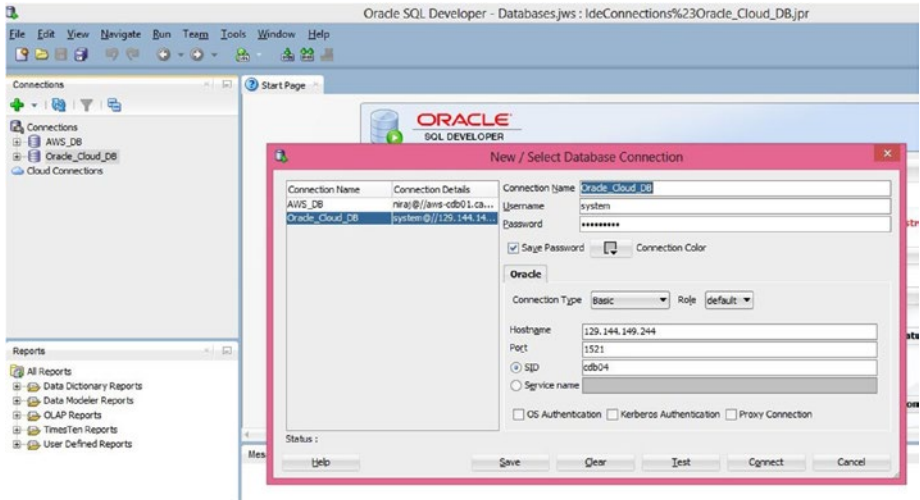 Oracle SQL Developer - Databases.jws : IdeConnections%23Oracle_Cloud_DB.jpr
File Edit View Navigate Run Team Tools Window Help
Connections
Connections
AWS_DB
Oracle_Cloud_DB
Cloud Connections
Start Page
ORACLE
SQL DEVELOPER
New / Select Database Connection
Connection Name Connection Details
AWS_DB niraj@//aws-cdb01.ca...
Oracle_Cloud_DB system@//129.144.14...
Connection Name Oracle_Cloud_DB
Username system
Password •••••••••
Save Password Connection Color
Oracle
Connection Type Basic Role default
Hostname 129.144.149.244
Port 1521
SID cdb04
Service name
OS Authentication Kerberos Authentication Proxy Connection
Status :
Help Save Clear Test Connect Cancel
Reports
All Reports
Data Dictionary Reports
Data Modeler Reports
OLAP Reports
TimesTen Reports
User Defined Reports